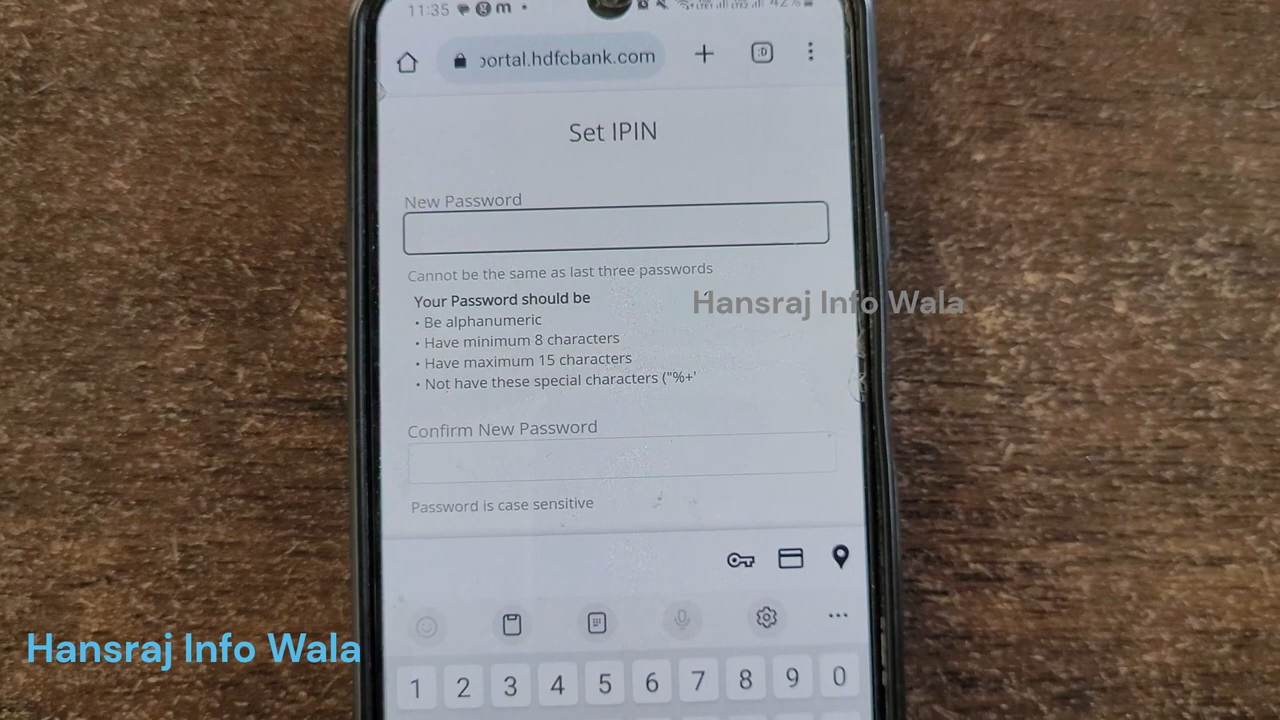 11:35
42%
portal.hdfcbank.com
:D
Set IPIN
New Password
Cannot be the same as last three passwords
Your Password should be
• Be alphanumeric
• Have minimum 8 characters
• Have maximum 15 characters
• Not have these special characters ("%+'
Hansraj Info Wala
Confirm New Password
Password is case sensitive
Hansraj Info Wala
1 2 3 4 5 6 7 8 9 0